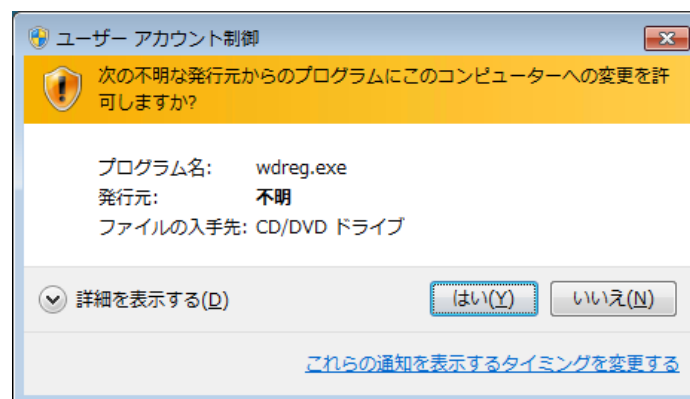 ユーザー アカウント制御
次の不明な発行元からのプログラムにこのコンピューターへの変更を許
可しますか?
プログラム名: wdreg.exe
発行元: 不明
ファイルの入手先: CD/DVD ドライブ
詳細を表示する(D) はい(Y) いいえ(N)
これらの通知を表示するタイミングを変更する